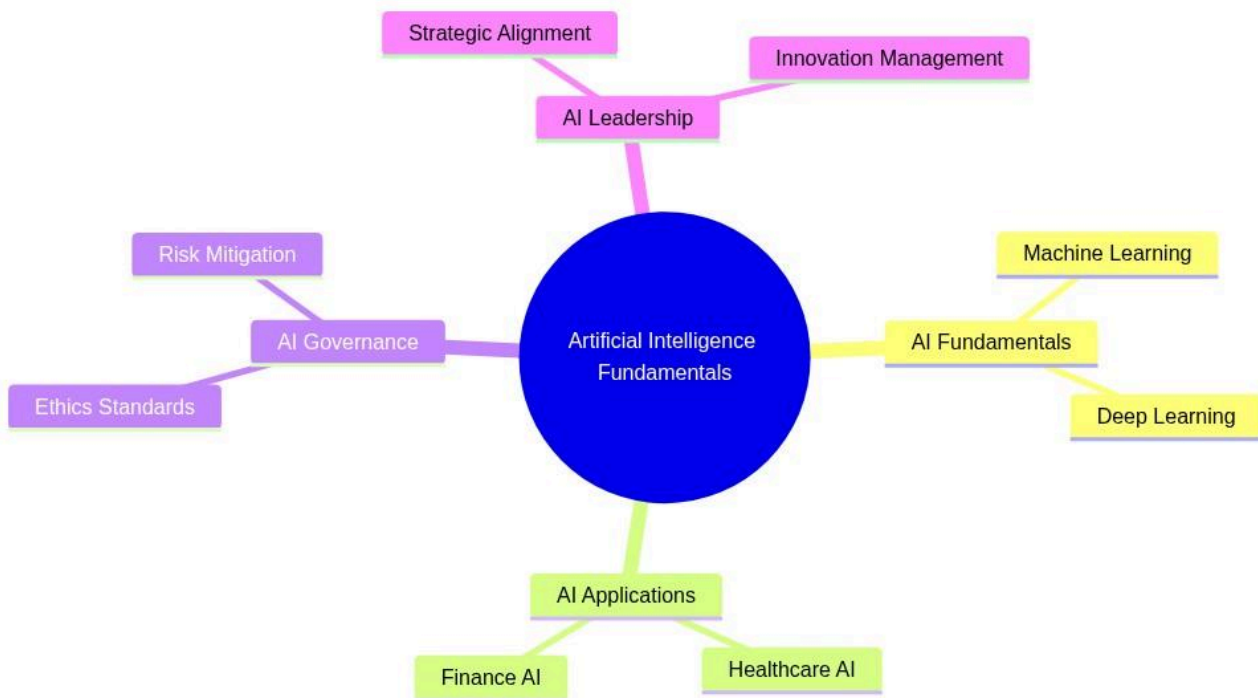 Strategic Alignment
Innovation Management
AI Leadership
Risk Mitigation
AI Governance
Ethics Standards
Artificial Intelligence
Fundamentals
Machine Learning
AI Fundamentals
Deep Learning
AI Applications
Finance AI
Healthcare AI